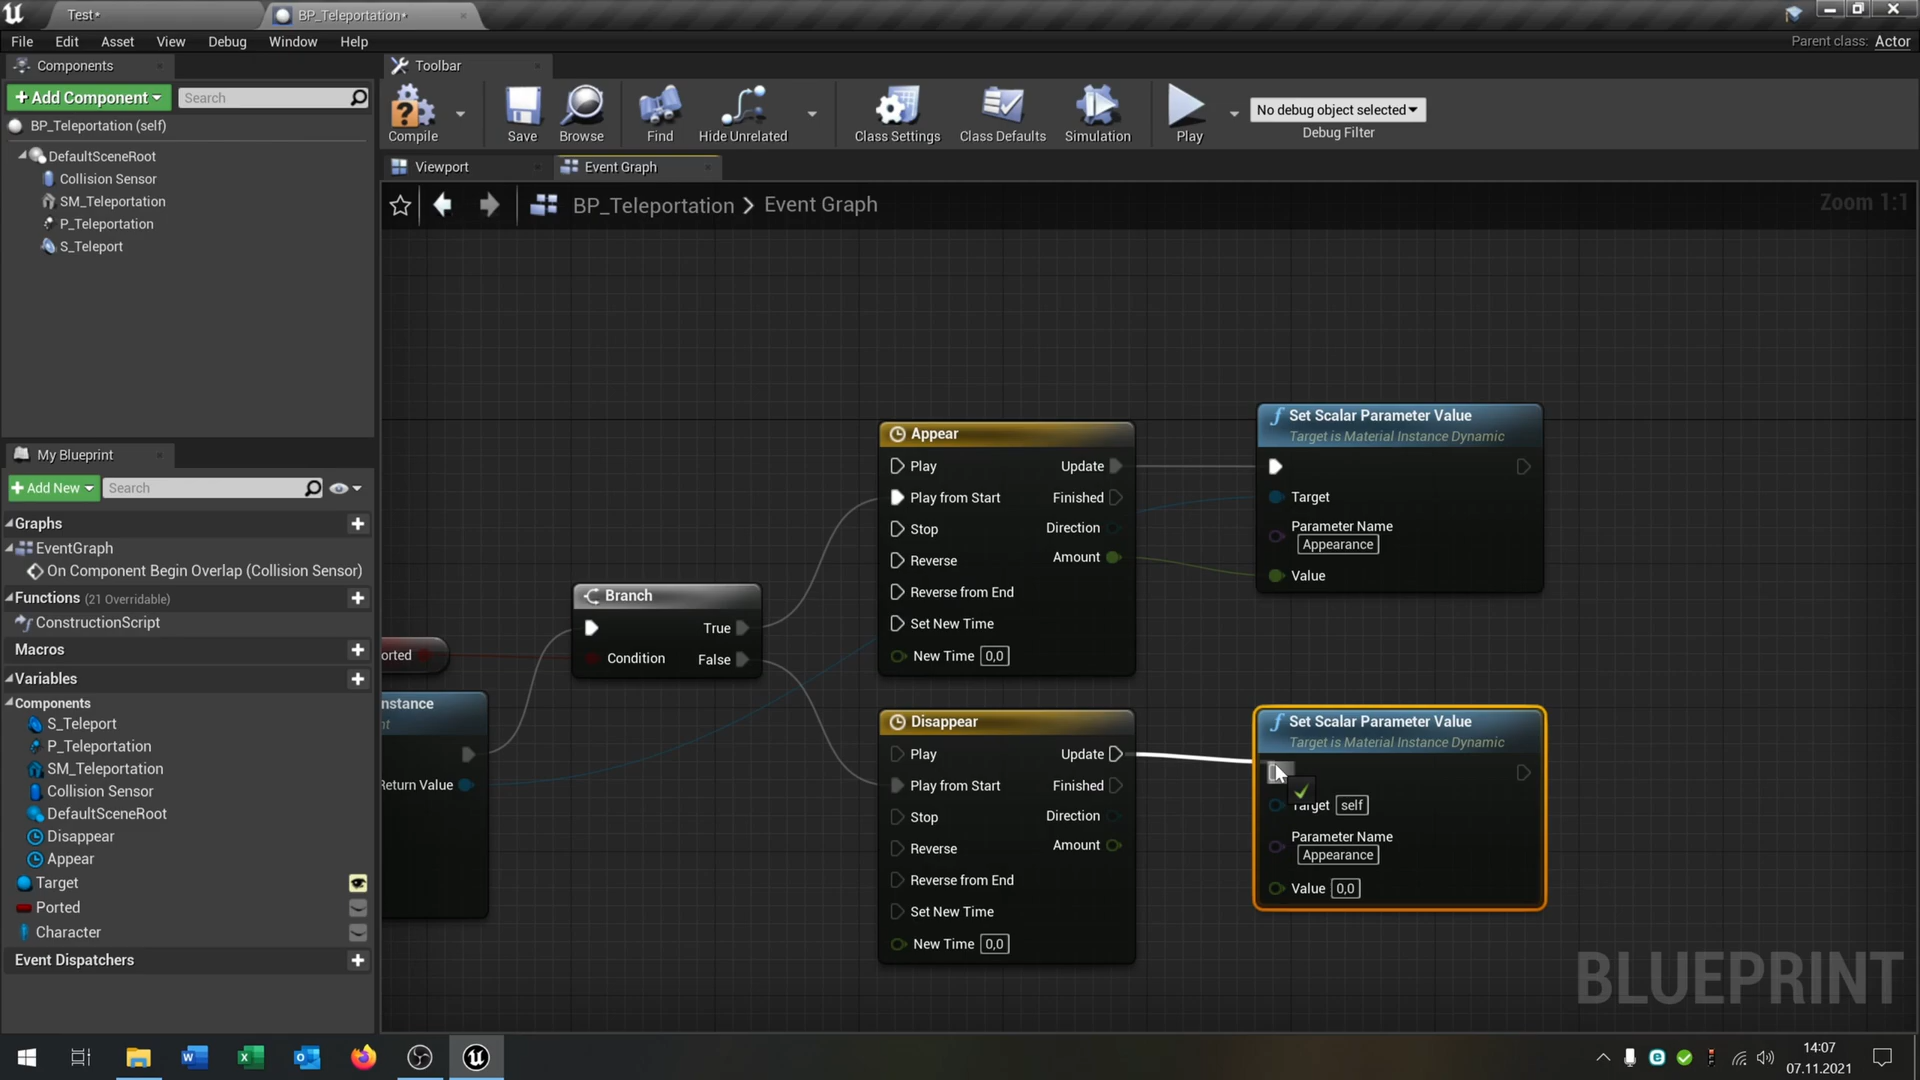 Test*
BP_Teleportation*
File Edit Asset View Debug Window Help
Parent class: Actor
Components
Toolbar
+ Add Component
Search
BP_Teleportation (self)
DefaultSceneRoot
Collision Sensor
SM_Teleportation
P_Teleportation
S_Teleport
Compile
Save
Browse
Find
Hide Unrelated
Class Settings
Class Defaults
Simulation
Play
No debug object selected
Debug Filter
Viewport
Event Graph
BP_Teleportation > Event Graph
Zoom 1:1
My Blueprint
+ Add New
Search
Graphs
EventGraph
On Component Begin Overlap (Collision Sensor)
Functions (21 Overridable)
ConstructionScript
Macros
Variables
Components
S_Teleport
P_Teleportation
SM_Teleportation
Collision Sensor
DefaultSceneRoot
Disappear
Appear
Target
Ported
Character
Event Dispatchers
orted
nstance
nt
Return Value
Branch
True
Condition
False
Appear
Play
Update
Play from Start
Finished
Stop
Direction
Reverse
Amount
Reverse from End
Set New Time
New Time 0,0
Set Scalar Parameter Value
Target is Material Instance Dynamic
Target
Parameter Name
Appearance
Value
Disappear
Play
Update
Play from Start
Finished
Stop
Direction
Reverse
Amount
Reverse from End
Set New Time
New Time 0,0
Set Scalar Parameter Value
Target is Material Instance Dynamic
Target self
Parameter Name
Appearance
Value 0,0
BLUEPRINT
14:07
07.11.2021